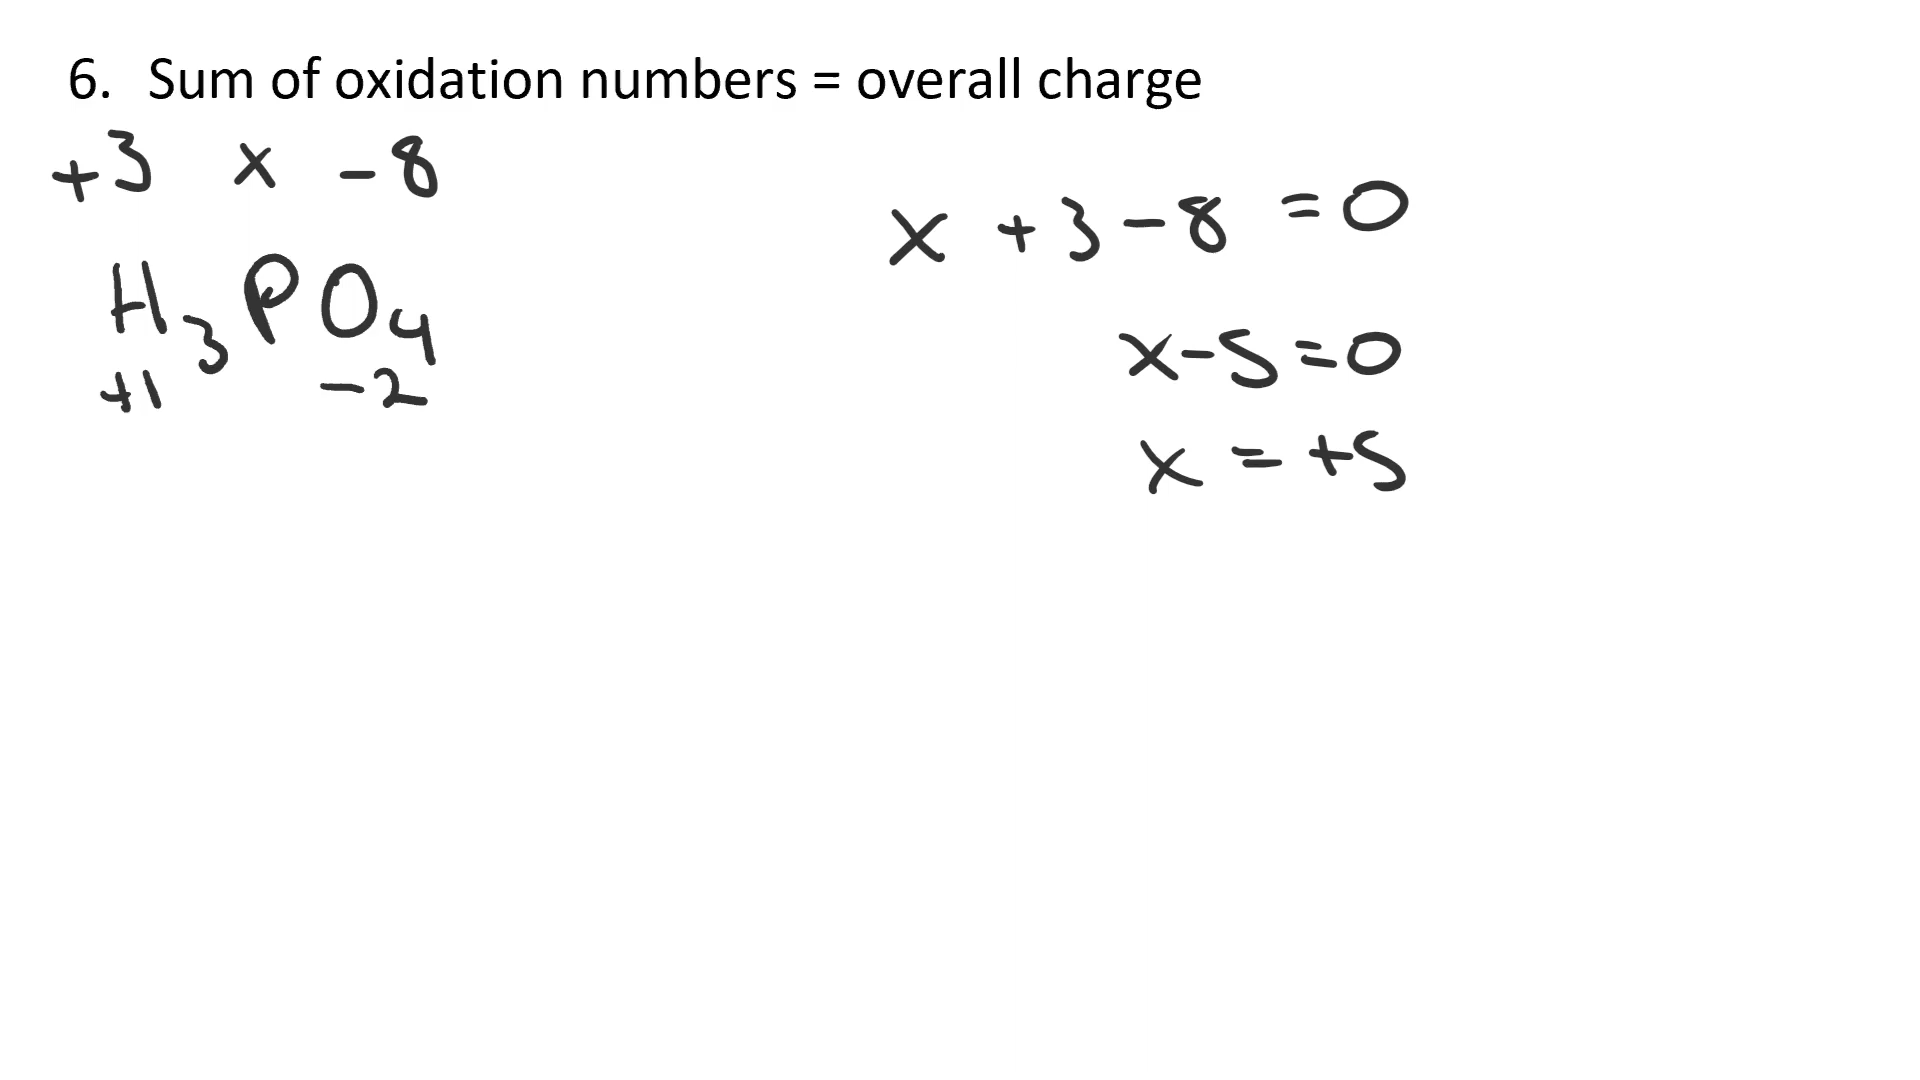 6. Sum of oxidation numbers = overall charge
+3 x -8
H₃PO₄
+1 -2
x +3-8 =0
x-5=0
x = +5